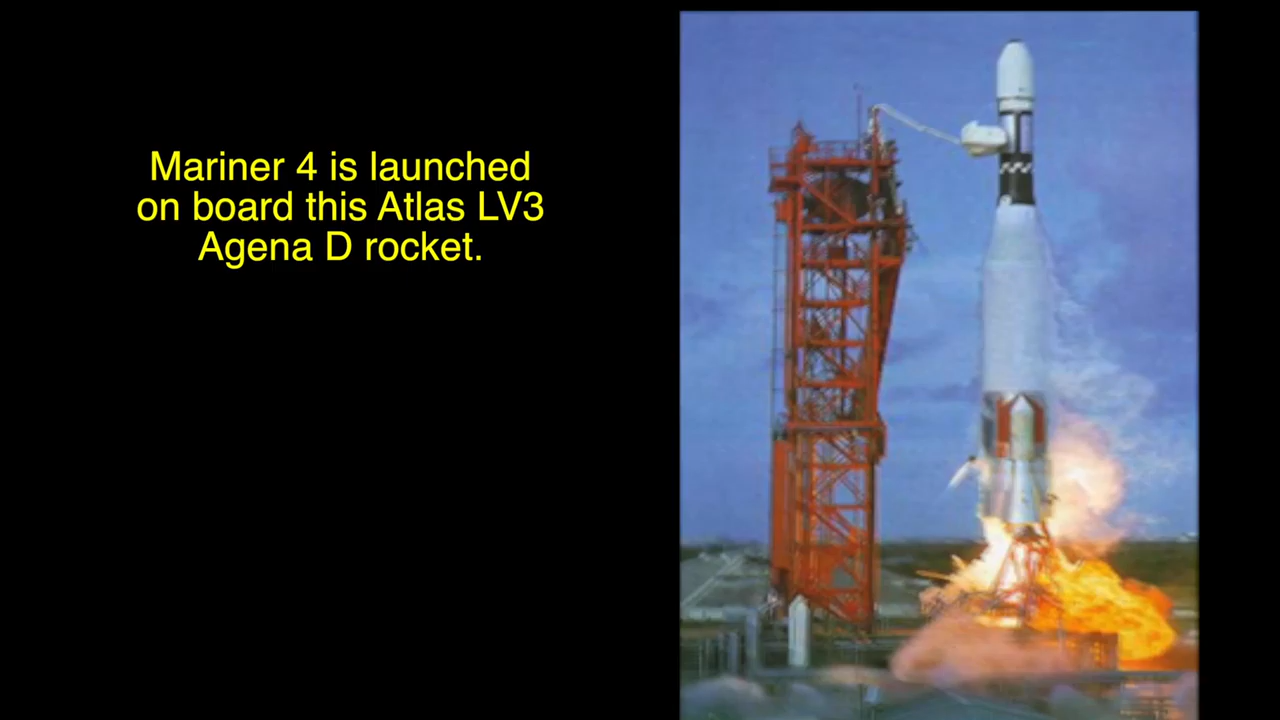 Mariner 4 is launched
on board this Atlas LV3
Agena D rocket.